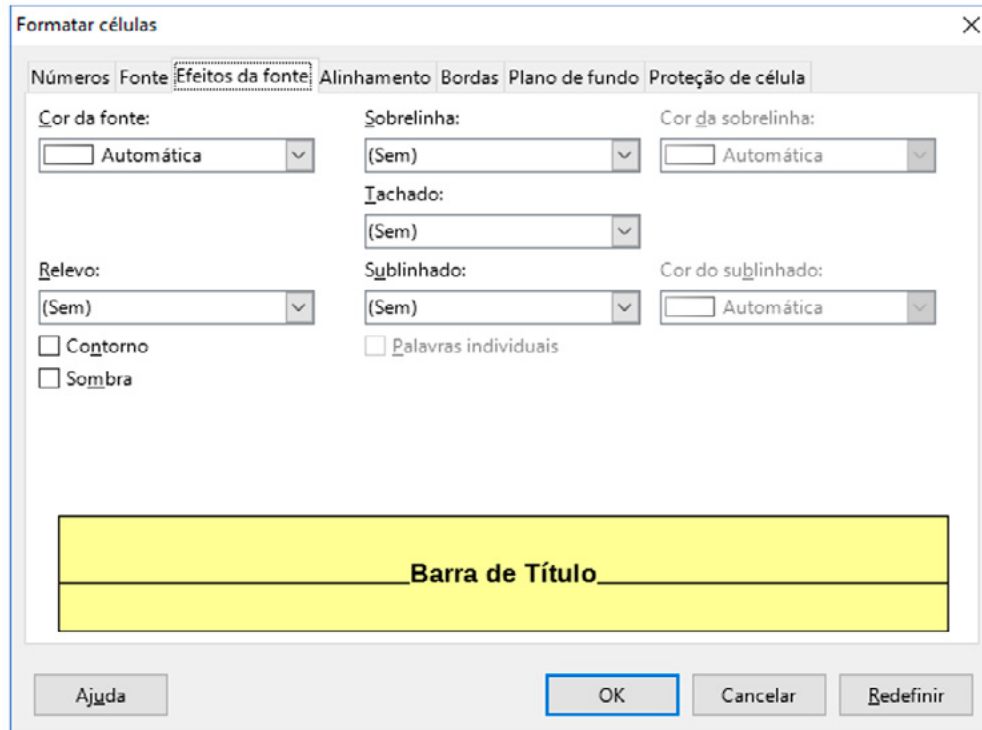 Formatar células
Números Fonte Efeitos da fonte Alinhamento Bordas Plano de fundo Proteção de célula
Cor da fonte: Sobrelinha: Cor da sobrelinha:
Automática (Sem) Automática
Tachado:
(Sem)
Relevo: Sublinhado: Cor do sublinhado:
(Sem) (Sem) Automática
Contorno Palavras individuais
Sombra
Barra de Título
Ajuda OK Cancelar Redefinir